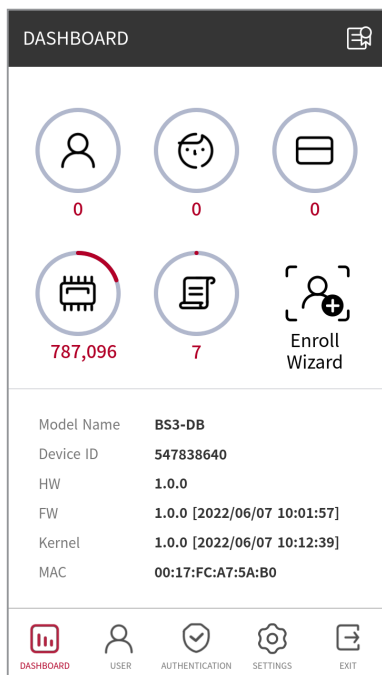 DASHBOARD
0 0 0
787,096 7 Enroll
Wizard
Model Name BS3-DB
Device ID 547838640
HW 1.0.0
FW 1.0.0 [2022/06/07 10:01:57]
Kernel 1.0.0 [2022/06/07 10:12:39]
MAC 00:17:FC:A7:5A:B0
DASHBOARD USER AUTHENTICATION SETTINGS EXIT